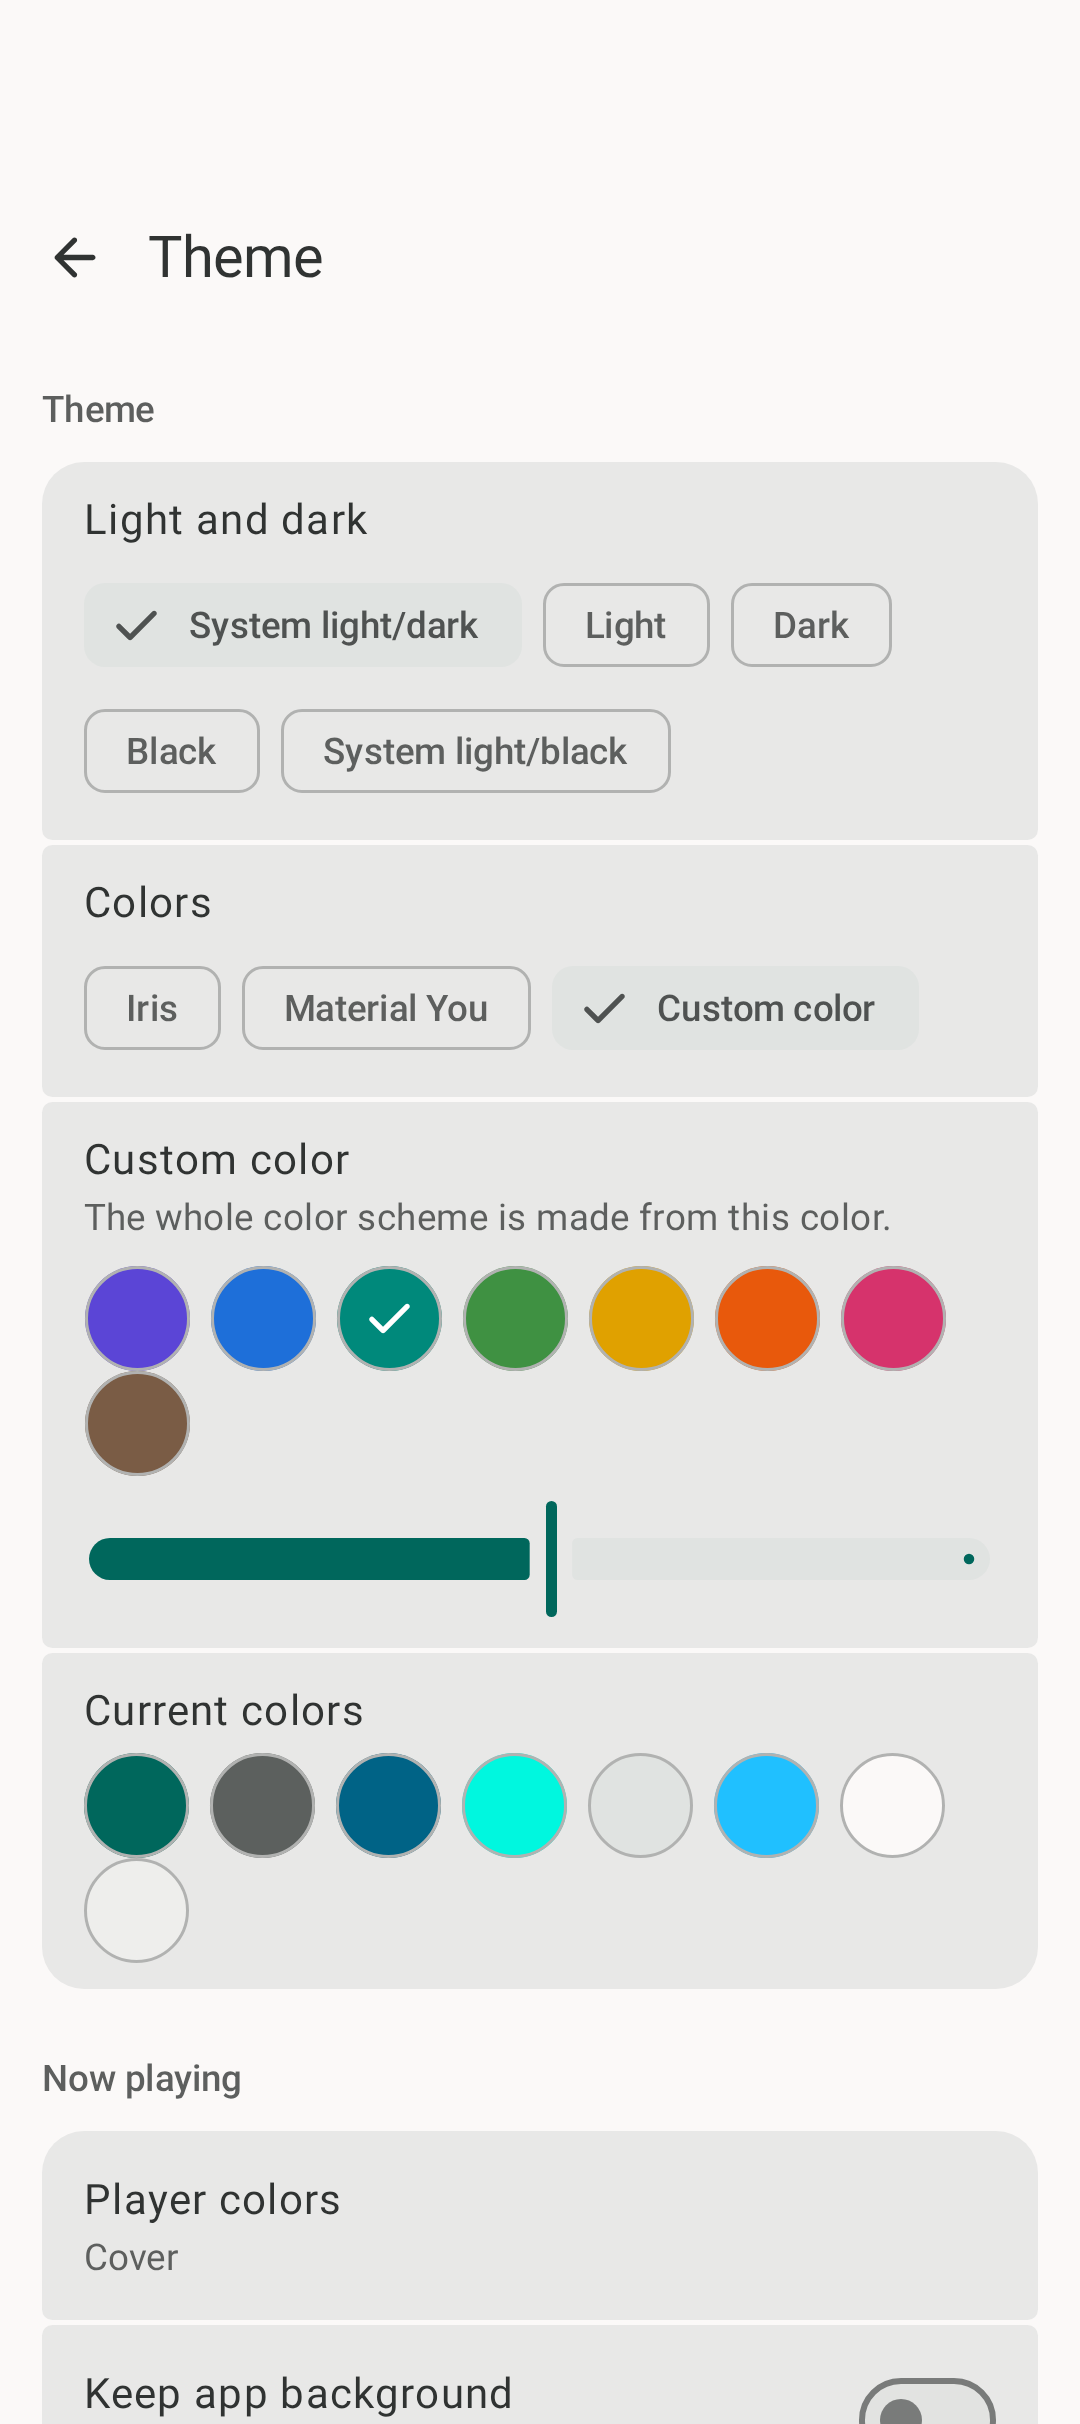 Theme
Theme
Light and dark
System light/dark
Light
Dark
Black
System light/black
Colors
Iris
Material You
Custom color
Custom color
The whole color scheme is made from this color.
Current colors
Now playing
Player colors
Cover
Keep app background